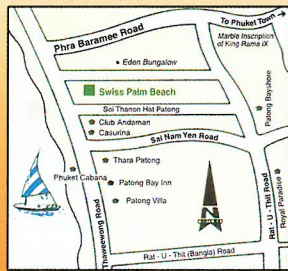 To Phuket Town
Phra Baramee Road
Marble Inscription
of King Rama IX
Eden Bungalow
Swiss Palm Beach
Soi Thanon Hat Patong
Patong Bayshore
Club Andaman
Casurina
Sai Nam Yen Road
Thara Patong
Phuket Cabana
Patong Bay Inn
Patong Villa
Thaweewong Road
N
Rat - U - Thit Road
Royal Paradise
Rat - U - Thit (Bangla) Road